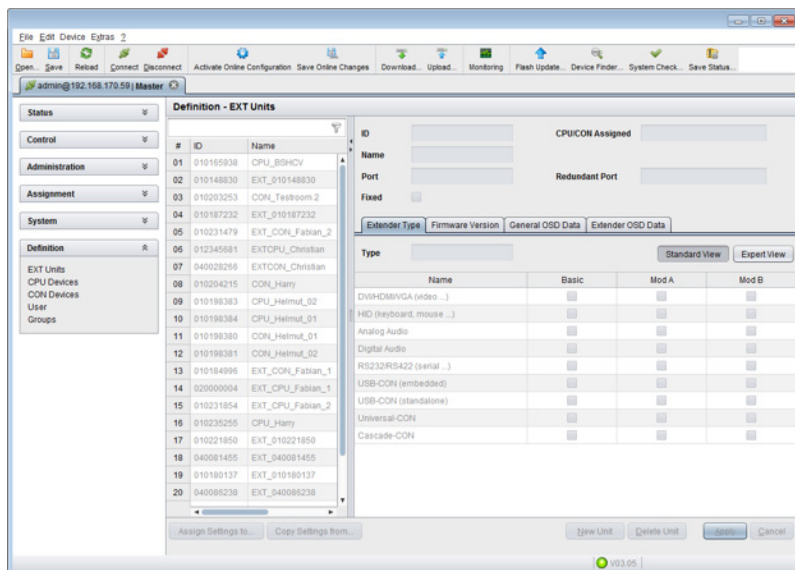 File Edit Device Extras ?
Open... Save Reload Connect Disconnect Activate Online Configuration Save Online Changes Download... Upload... Monitoring Flash Update... Device Finder... System Check... Save Status...
admin@192.168.170.59 | Master
Status
Control
Administration
Assignment
System
Definition
EXT Units
CPU Devices
CON Devices
User
Groups
Definition - EXT Units
# ID Name
01 010165938 CPU_BSHCV
02 010148830 EXT_010148830
03 010203253 CON_Testroom 2
04 010187232 EXT_010187232
05 010231479 EXT_CON_Fabian_2
06 012345681 EXTCPU_Christian
07 040028266 EXTCON_Christian
08 010204215 CON_Harry
09 010198383 CPU_Helmut_02
10 010198384 CPU_Helmut_01
11 010198380 CON_Helmut_01
12 010198381 CON_Helmut_02
13 010184996 EXT_CON_Fabian_1
14 020000004 EXT_CPU_Fabian_1
15 010231854 EXT_CPU_Fabian_2
16 010235255 CPU_Harry
17 010221850 EXT_010221850
18 040081455 EXT_040081455
19 010180137 EXT_010180137
20 040086238 EXT_040086238
Assign Settings to... Copy Settings from...
ID CPU/CON Assigned
Name
Port Redundant Port
Fixed
Extender Type Firmware Version General OSD Data Extender OSD Data
Type Standard View Expert View
Name Basic Mod A Mod B
DVI/HDMI/VGA (video ...)
HID (keyboard, mouse ...)
Analog Audio
Digital Audio
RS232/RS422 (serial ...)
USB-CON (embedded)
USB-CON (standalone)
Universal-CON
Cascade-CON
New Unit Delete Unit Apply Cancel
V03.05